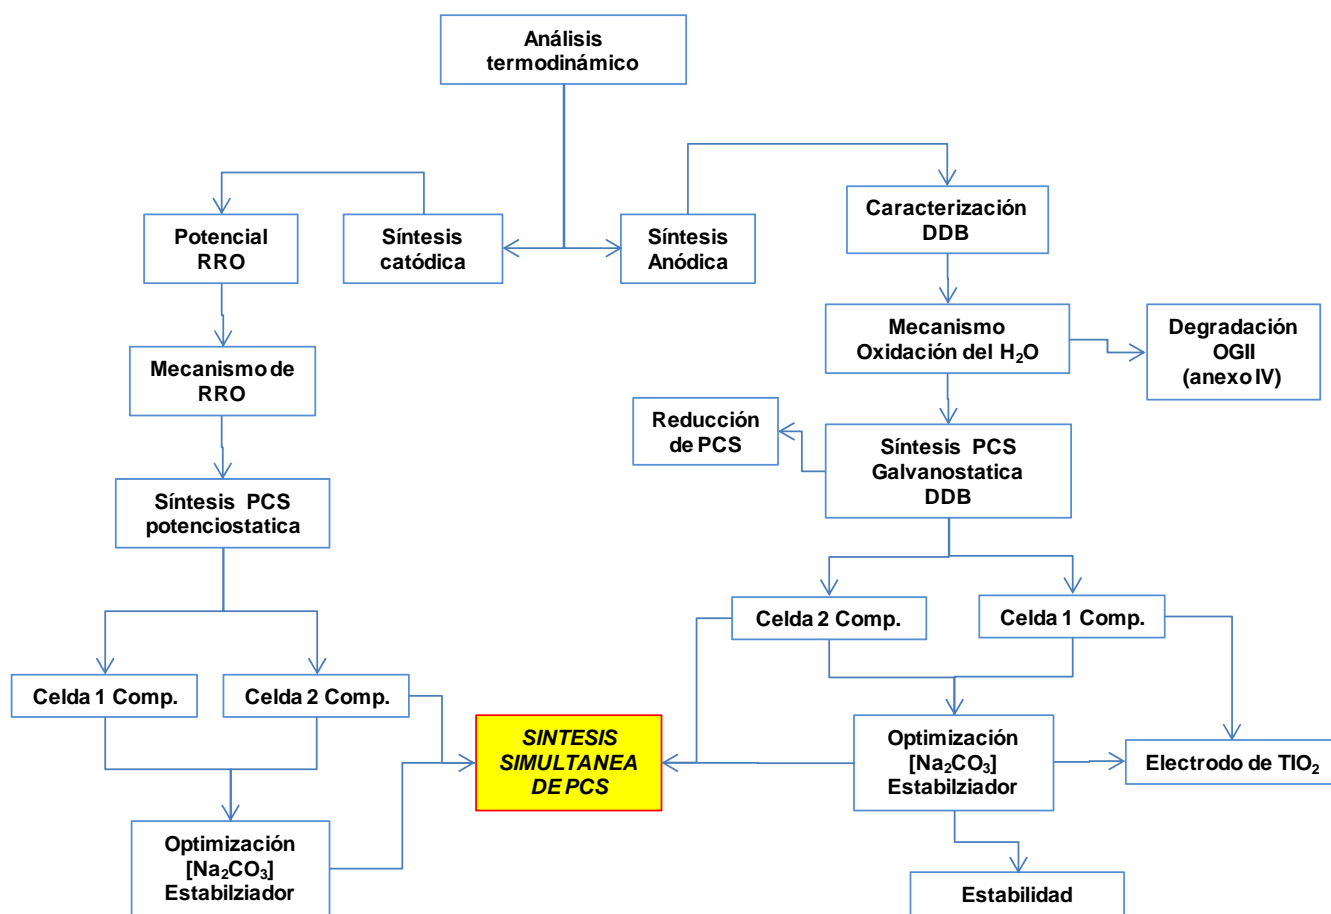 Análisis
termodinámico
Potencial
RRO
Síntesis
catódica
Síntesis
Anódica
Caracterización
DDB
Mecanismo de
RRO
Mecanismo
Oxidación del H₂O
Degradación
OGII
(anexo IV)
Reducción
de PCS
Síntesis PCS
Galvanostatica
DDB
Síntesis PCS
potenciostatica
Celda 2 Comp.
Celda 1 Comp.
Celda 1 Comp.
Celda 2 Comp.
SINTESIS
SIMULTANEA
DE PCS
Optimización
[Na₂CO₃]
Estabilziador
Electrodo de TIO₂
Optimización
[Na₂CO₃]
Estabilziador
Estabilidad